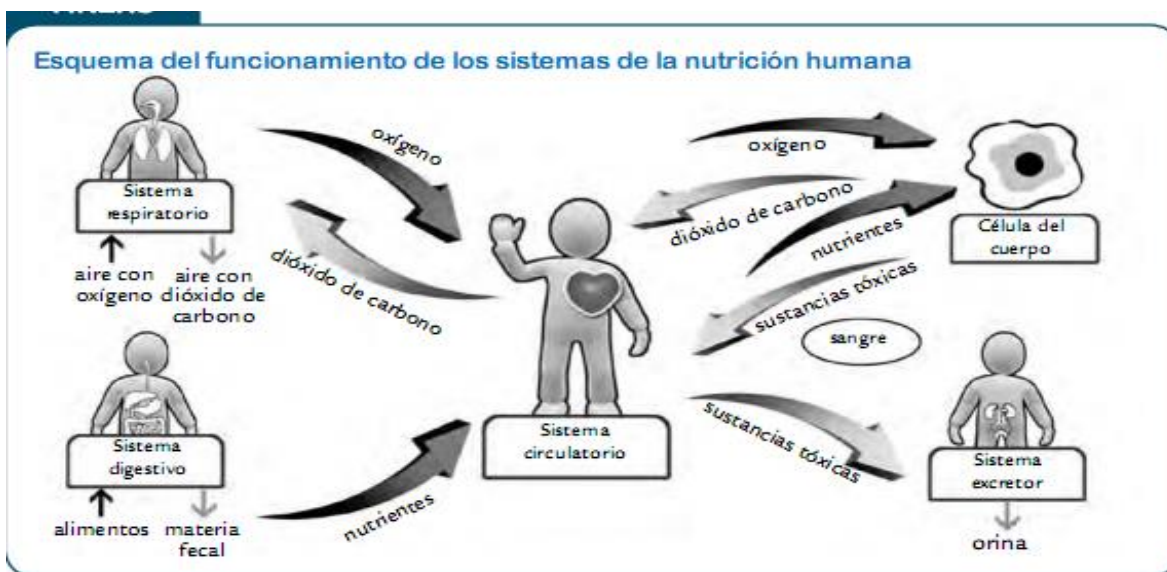 Esquema del funcionamiento de los sistemas de la nutrición humana
Sistema
respiratorio
aire con
oxígeno
aire con
dióxido de
carbono
oxígeno
dióxido de carbono
Sistema
digestivo
alimentos
materia
fecal
nutrientes
Sistema
circulatorio
oxígeno
dióxido de carbono
nutrientes
sustancias tóxicas
Célula del
cuerpo
sangre
sustancias tóxicas
Sistema
excretor
orina